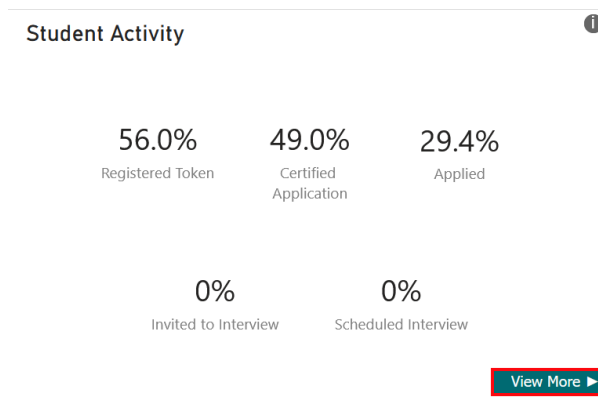 Student Activity
i
56.0% 49.0% 29.4%
Registered Token Certified Applied
Application
0% 0%
Invited to Interview Scheduled Interview
View More ▶